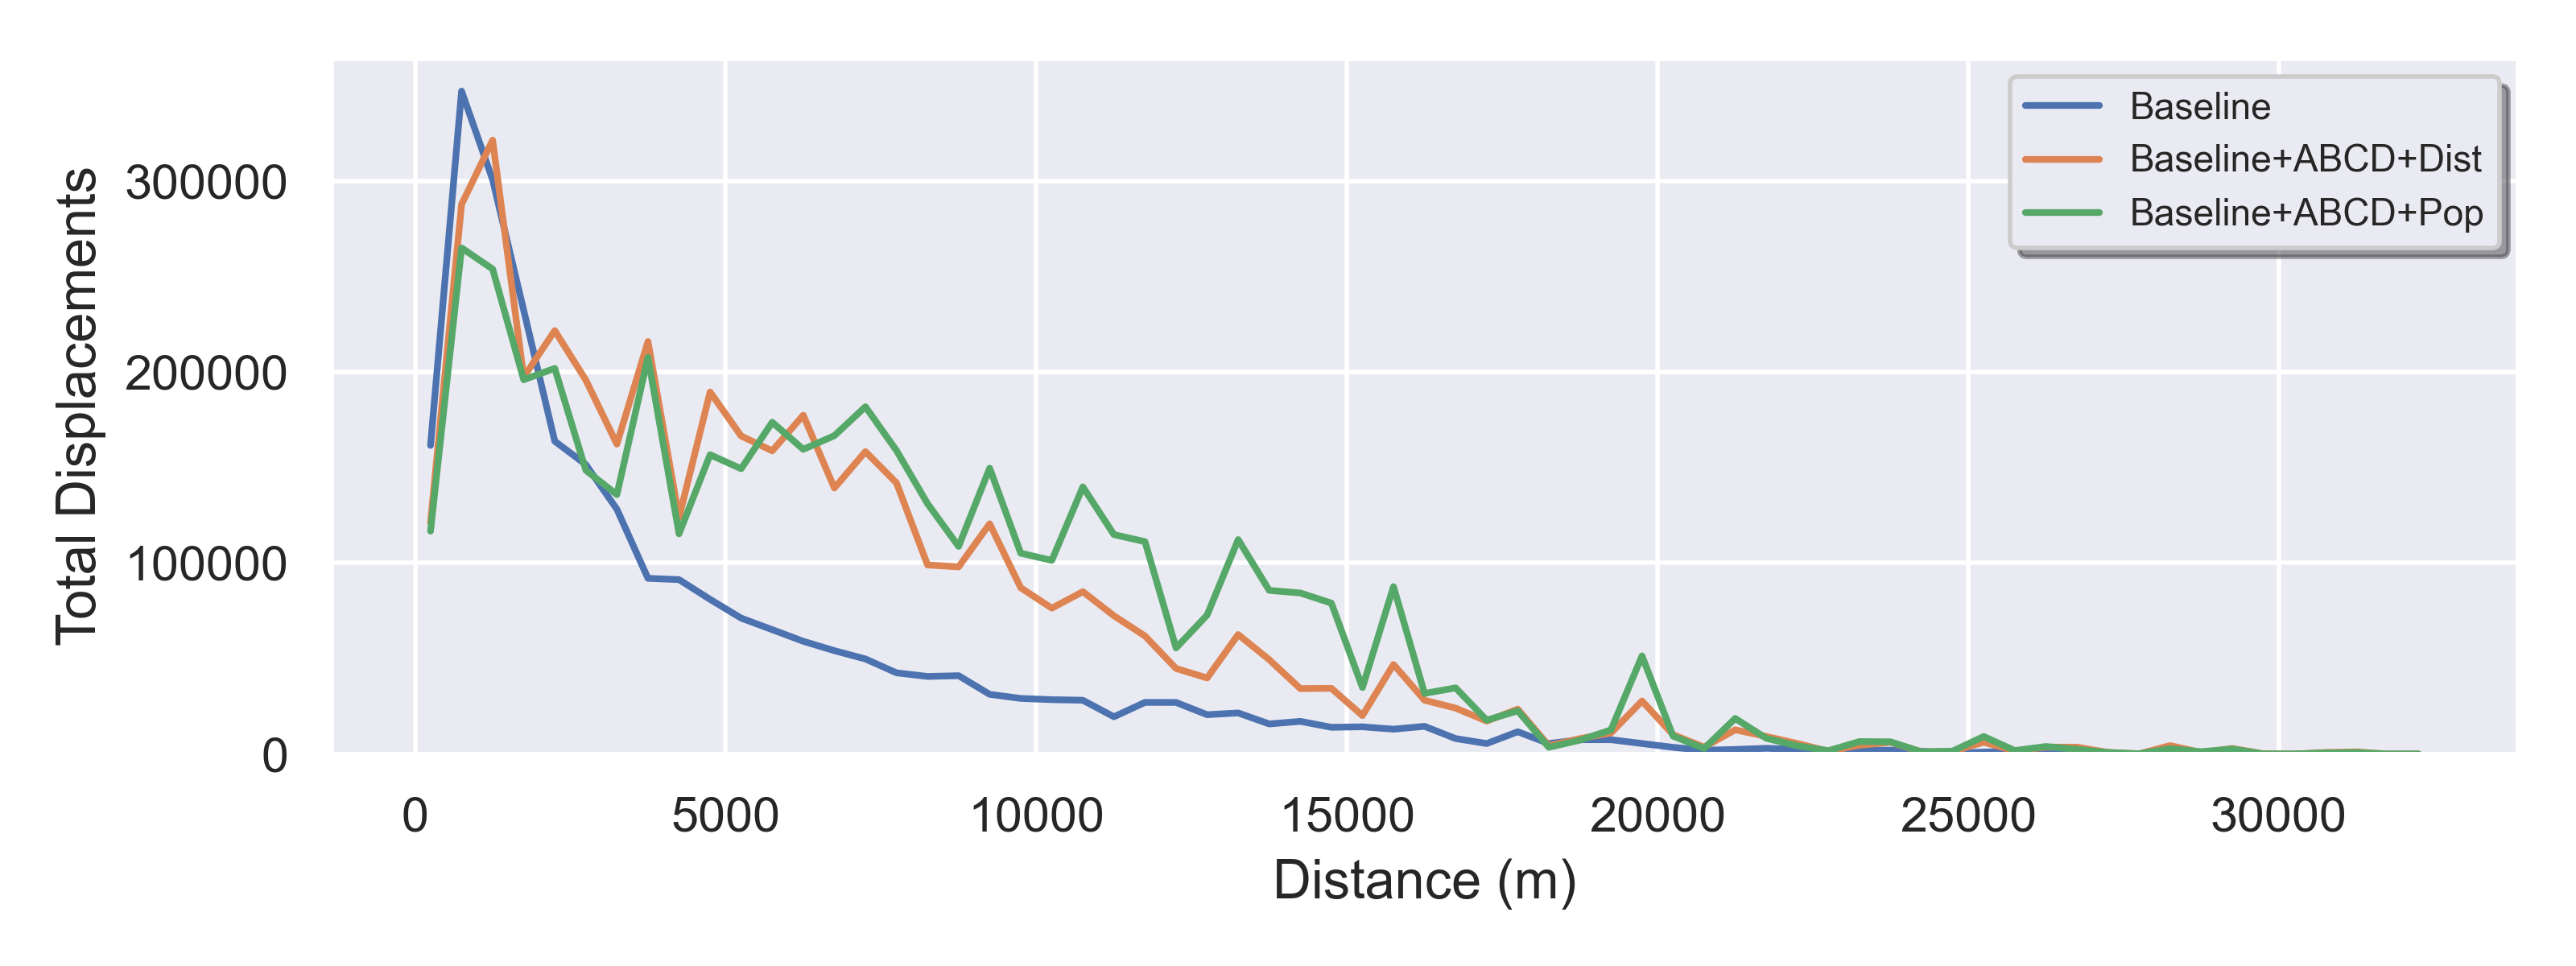 Total Displacements
300000
200000
100000
0
Baseline
Baseline+ABCD+Dist
Baseline+ABCD+Pop
0 5000 10000 15000 20000 25000 30000
Distance (m)